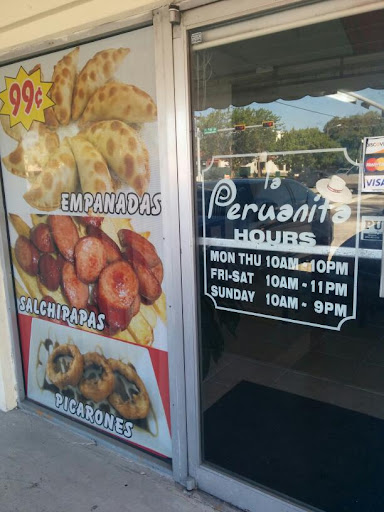 99¢
EMPANADAS
SALCHIPAPAS
PICARONES
la
Peruanita
HOURS
MON THU 10AM - 10PM
FRI-SAT 10AM - 11PM
SUNDAY 10AM - 9PM
MasterCard
VISA